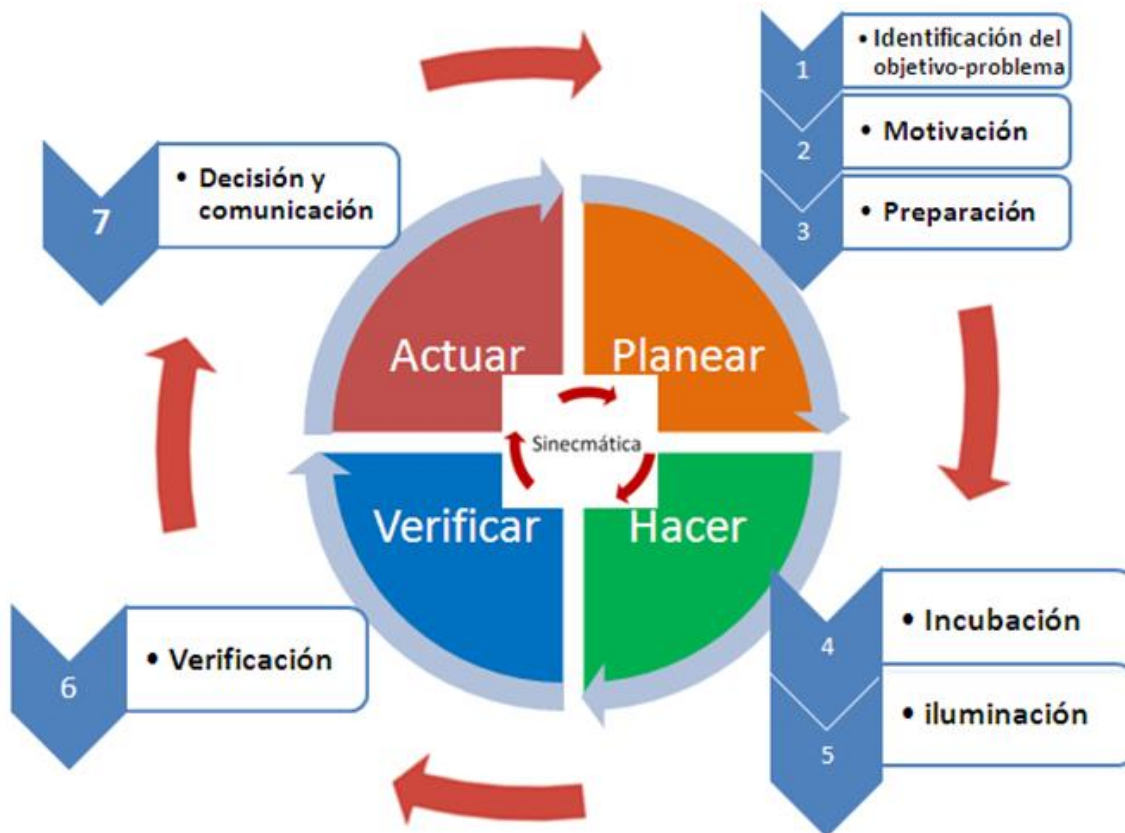 1
• Identificación del
objetivo-problema
2
• Motivación
3
• Preparación
7
• Decisión y
comunicación
Actuar
Planear
Sinecmática
Verificar
Hacer
4
• Incubación
5
• iluminación
6
• Verificación